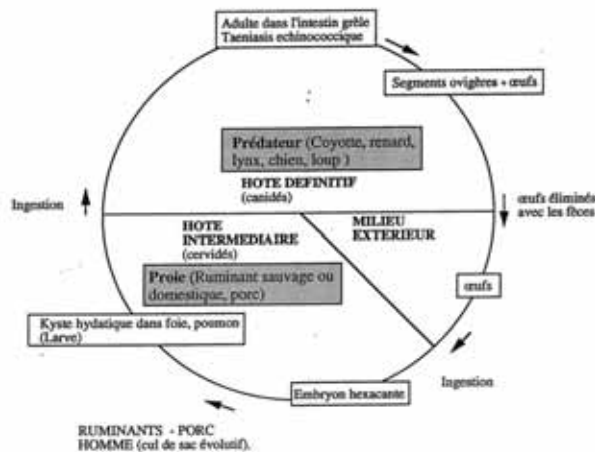 Adulte dans l'intestin grêle
Taeniasis echinococcique
Segments ovigères - œufs
Prédateur (Coyotte, renard,
lynx, chien, loup )
HOTE DEFINITIF
(canidés)
Ingestion
œufs éliminés
avec les fèces
HOTE
INTERMEDIAIRE
(cervidés)
MILIEU
EXTERIEUR
Proie (Ruminant sauvage ou
domestique, porc)
œufs
Kyste hydatique dans foie, poumon
(Larve)
Ingestion
Embryon hexacante
RUMINANTS - PORC
HOMME (cul de sac évolutif).